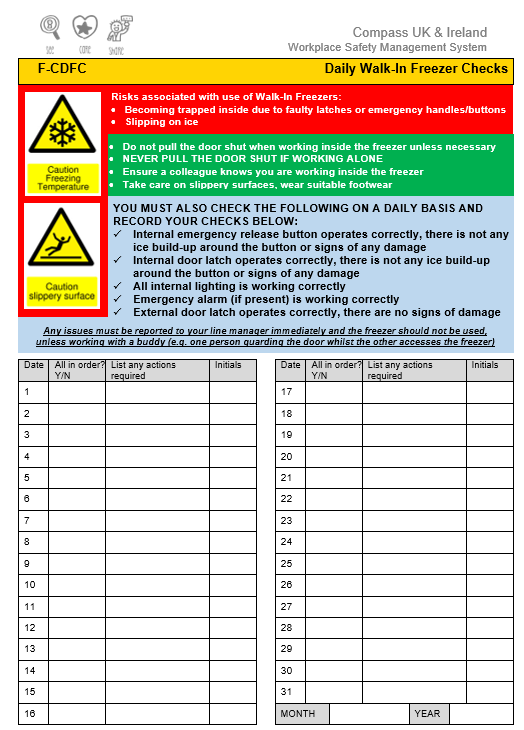 see care share
Compass UK & Ireland
Workplace Safety Management System
F-CDFC Daily Walk-In Freezer Checks
Caution
Freezing
Temperature
Risks associated with use of Walk-In Freezers:
• Becoming trapped inside due to faulty latches or emergency handles/buttons
• Slipping on ice
• Do not pull the door shut when working inside the freezer unless necessary
• NEVER PULL THE DOOR SHUT IF WORKING ALONE
• Ensure a colleague knows you are working inside the freezer
• Take care on slippery surfaces, wear suitable footwear
Caution
slippery surface
YOU MUST ALSO CHECK THE FOLLOWING ON A DAILY BASIS AND
RECORD YOUR CHECKS BELOW:
✓ Internal emergency release button operates correctly, there is not any
ice build-up around the button or signs of any damage
✓ Internal door latch operates correctly, there is not any ice build-up
around the button or signs of any damage
✓ All internal lighting is working correctly
✓ Emergency alarm (if present) is working correctly
✓ External door latch operates correctly, there are no signs of damage
Any issues must be reported to your line manager immediately and the freezer should not be used,
unless working with a buddy (e.g. one person guarding the door whilst the other accesses the freezer)
Date All in order? List any actions Initials
Y/N required
1
2
3
4
5
6
7
8
9
10
11
12
13
14
15
16
Date All in order? List any actions Initials
Y/N required
17
18
19
20
21
22
23
24
25
26
27
28
29
30
31
MONTH YEAR